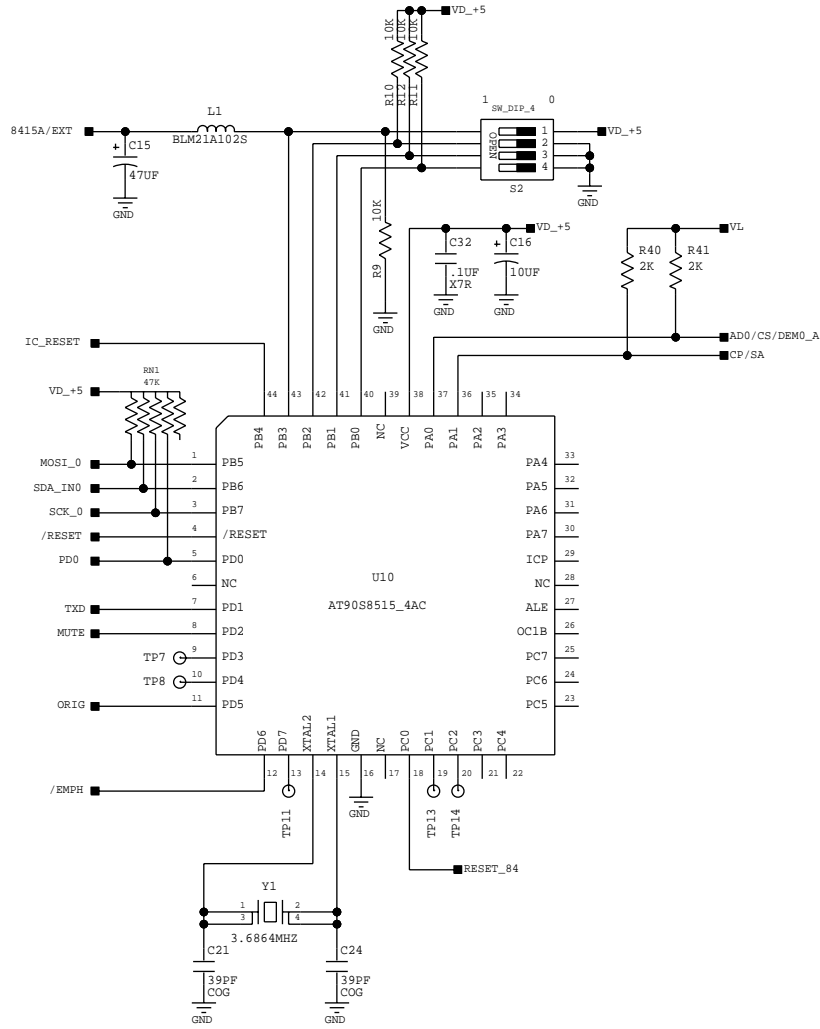 VD_+5
10K
10K
10K
R10
R12
R11
L1
8415A/EXT
BLM21A102S
C15
+
47UF
GND
1
0
SW_DIP_4
OPEN
1
2
3
4
S2
VD_+5
GND
10K
R9
GND
VD_+5
C32
.1UF
X7R
GND
+
C16
10UF
GND
VL
R40
2K
R41
2K
AD0/CS/DEM0_A
CP/SA
IC_RESET
RN1
47K
VD_+5
44
43
42
41
40
39
38
37
36
35
34
PB4
PB3
PB2
PB1
PB0
NC
VCC
PA0
PA1
PA2
PA3
MOSI_0
1
PB5
PA4
33
SDA_IN0
2
PB6
PA5
32
SCK_0
3
PB7
PA6
31
/RESET
4
/RESET
PA7
30
PD0
5
PD0
ICP
29
6
NC
NC
28
U10
AT90S8515_4AC
TXD
7
PD1
ALE
27
MUTE
8
PD2
OC1B
26
TP7
9
PD3
PC7
25
TP8
10
PD4
PC6
24
ORIG
11
PD5
PC5
23
PD6
PD7
XTAL2
XTAL1
GND
NC
PC0
PC1
PC2
PC3
PC4
12
13
14
15
16
17
18
19
20
21
22
/EMPH
TP11
GND
TP13
TP14
RESET_84
Y1
1
2
3
4
3.6864MHZ
C21
39PF
COG
GND
C24
39PF
COG
GND